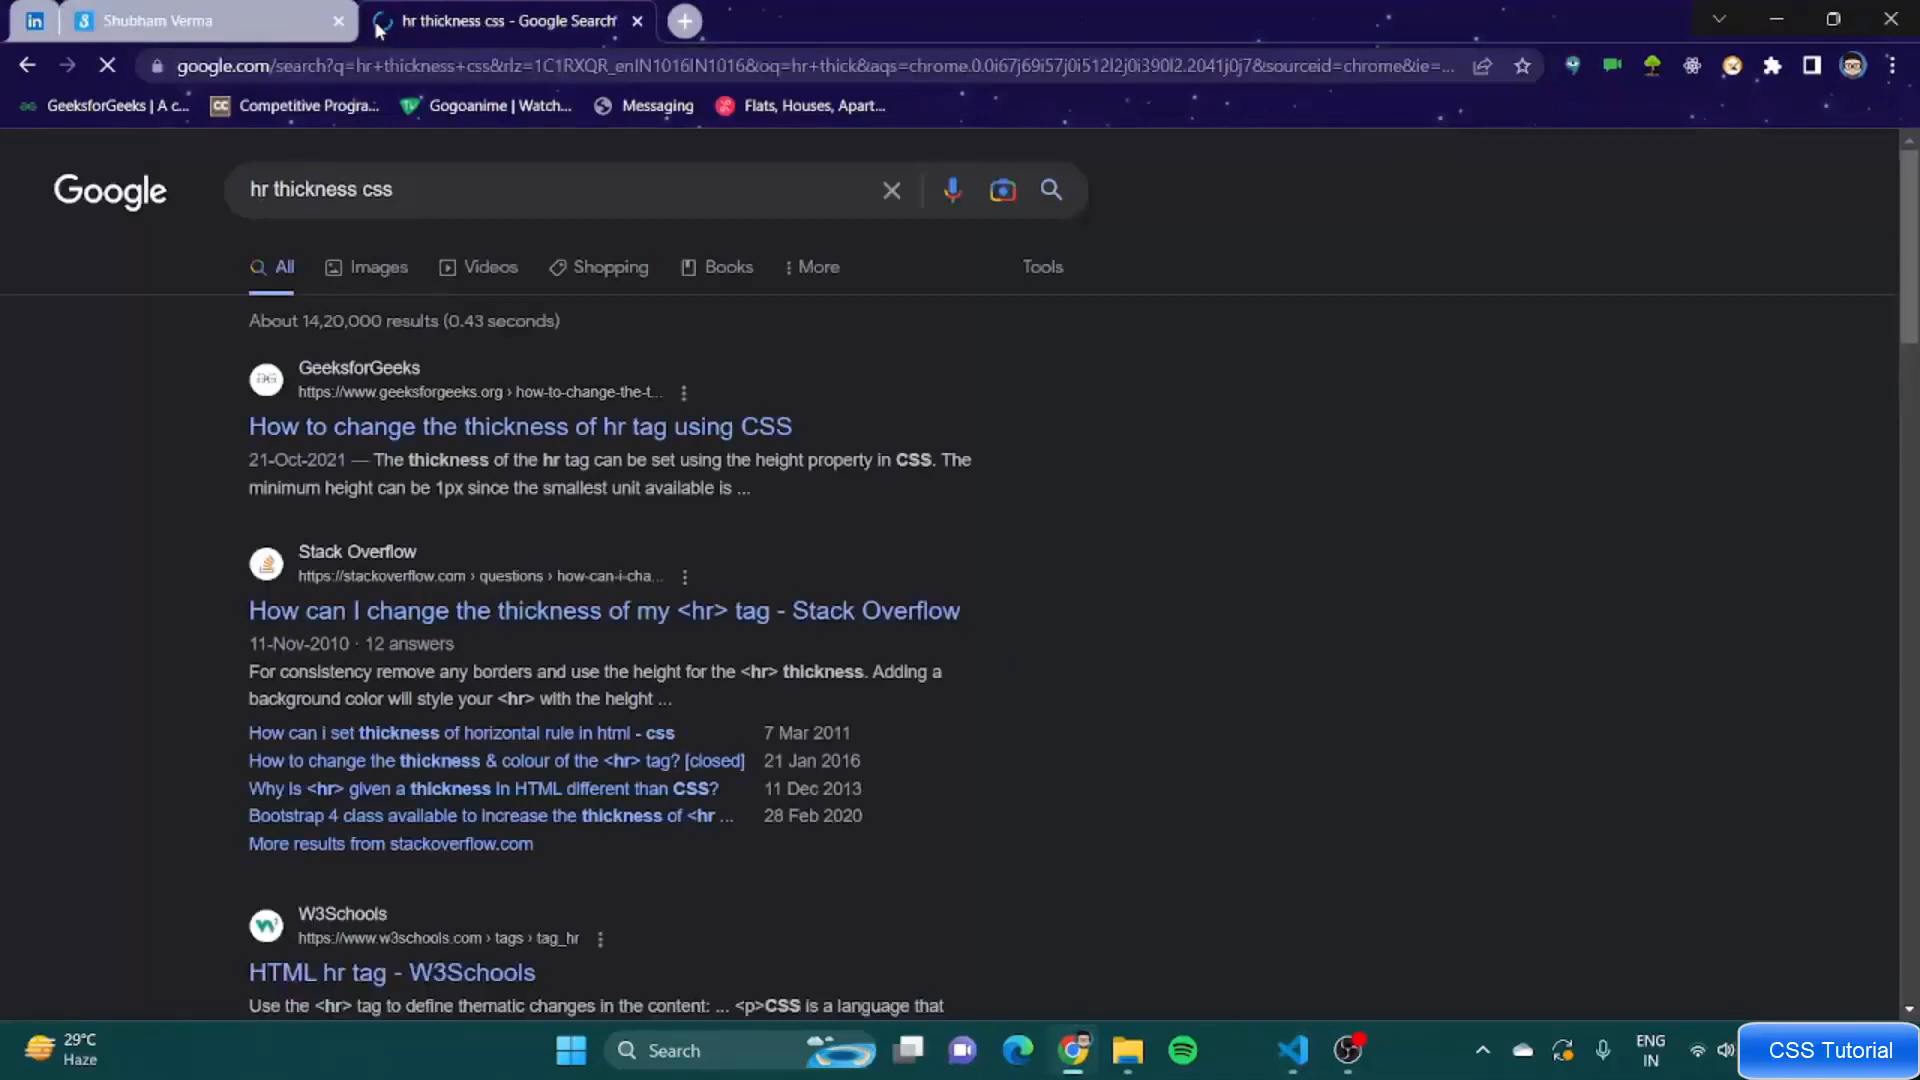 Shubham Verma
hr thickness css - Google Search
google.com/search?q=hr+thickness+css&rlz=1C1RXQR_enIN1016IN1016&oq=hr+thick&aqs=chrome.0.0i67j69i57j0i512l2j0i390l2.2041j0j7&sourceid=chrome&ie=...
GeeksforGeeks | A c...
Competitive Progra...
Gogoanime | Watch...
Messaging
Flats, Houses, Apart...
Google
hr thickness css
All
Images
Videos
Shopping
Books
More
Tools
About 14,20,000 results (0.43 seconds)
GeeksforGeeks
https://www.geeksforgeeks.org › how-to-change-the-t...
How to change the thickness of hr tag using CSS
21-Oct-2021 — The thickness of the hr tag can be set using the height property in CSS. The
minimum height can be 1px since the smallest unit available is ...
Stack Overflow
https://stackoverflow.com › questions › how-can-i-cha...
How can I change the thickness of my <hr> tag - Stack Overflow
11-Nov-2010 · 12 answers
For consistency remove any borders and use the height for the <hr> thickness. Adding a
background color will style your <hr> with the height ...
How can i set thickness of horizontal rule in html - css 7 Mar 2011
How to change the thickness & colour of the <hr> tag? [closed] 21 Jan 2016
Why is <hr> given a thickness in HTML different than CSS? 11 Dec 2013
Bootstrap 4 class available to increase the thickness of <hr ... 28 Feb 2020
More results from stackoverflow.com
W3Schools
https://www.w3schools.com › tags › tag_hr
HTML hr tag - W3Schools
Use the <hr> tag to define thematic changes in the content: ... <p>CSS is a language that
29°C
Haze
Search
ENG
IN
CSS Tutorial